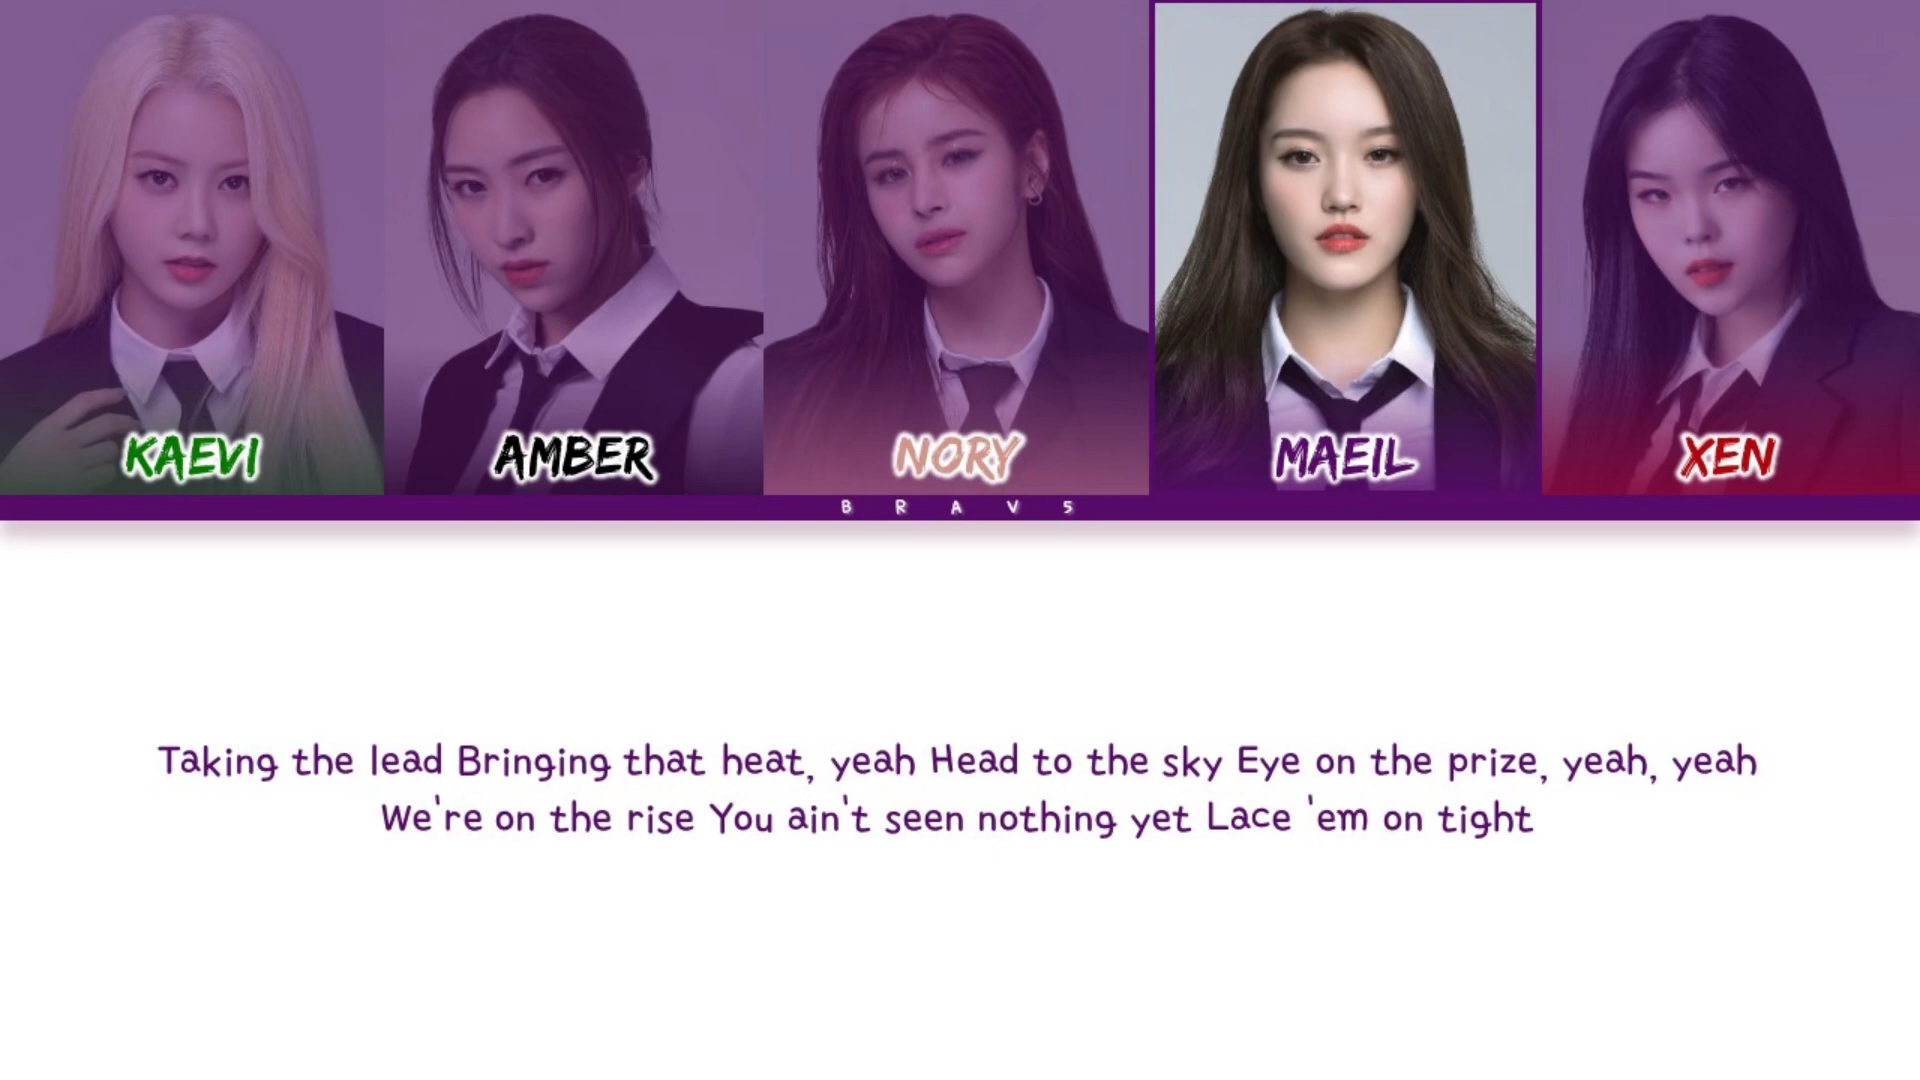 KAEVI
AMBER
NORY
MAEIL
XEN
B R A V 5
Taking the lead Bringing that heat, yeah Head to the sky Eye on the prize, yeah, yeah
We're on the rise You ain't seen nothing yet Lace 'em on tight